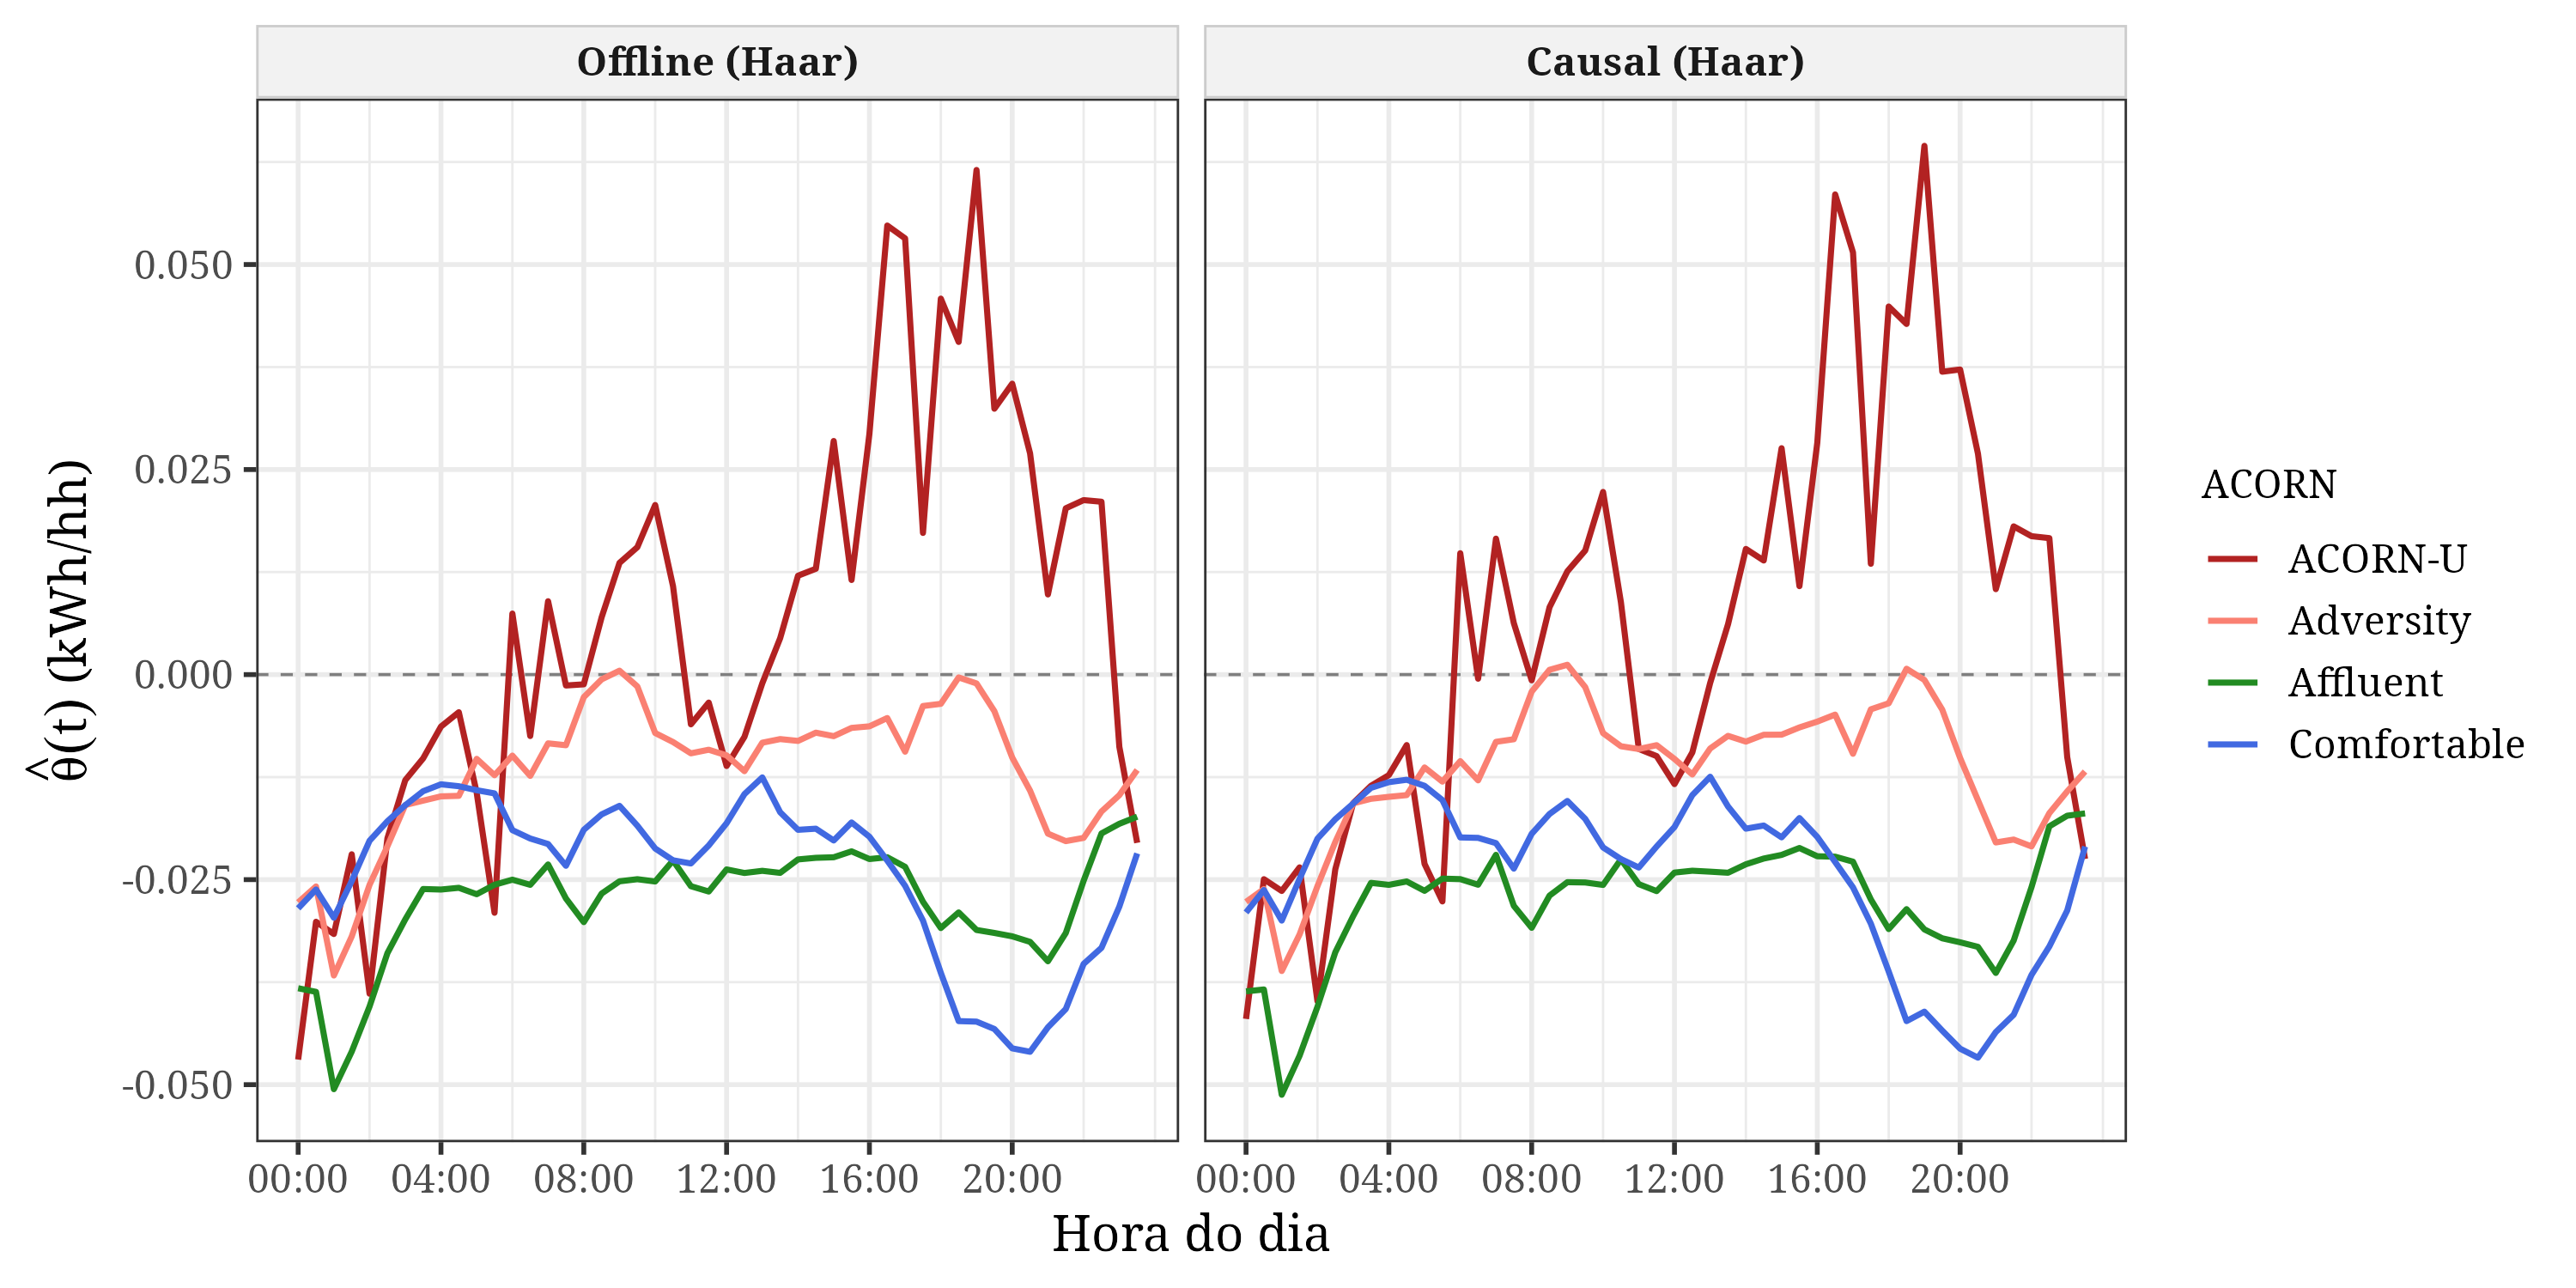 Offline (Haar)
Causal (Haar)
θ̂(t) (kWh/hh)
0.050
0.025
0.000
-0.025
-0.050
00:00 04:00 08:00 12:00 16:00 20:00
00:00 04:00 08:00 12:00 16:00 20:00
Hora do dia
ACORN
ACORN-U
Adversity
Affluent
Comfortable